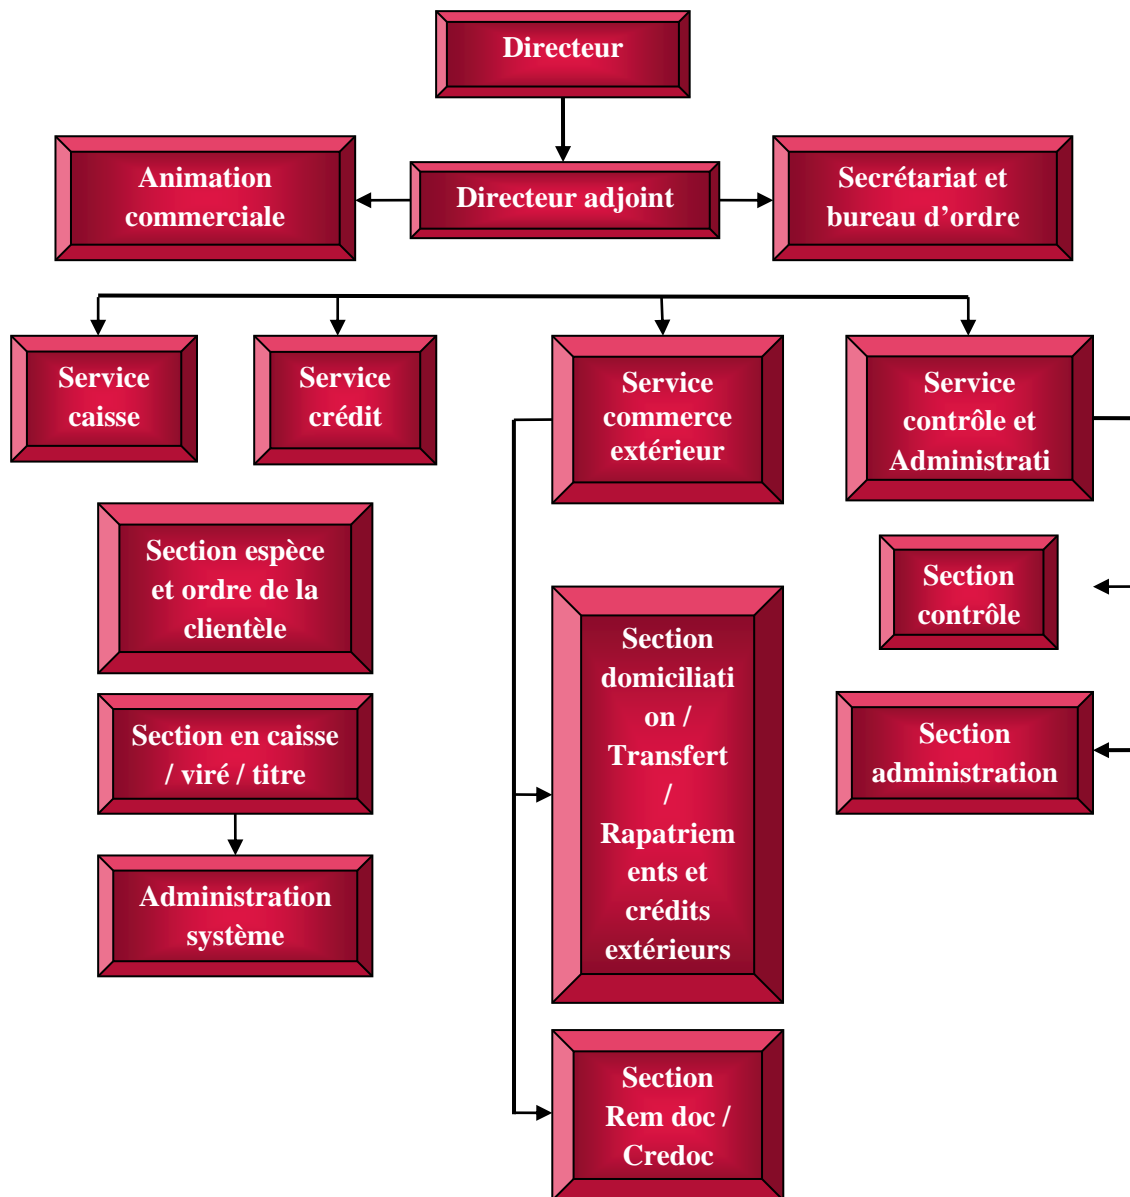 Directeur
Animation
commerciale
Directeur adjoint
Secrétariat et
bureau d’ordre
Service
caisse
Service
crédit
Service
commerce
extérieur
Service
contrôle et
Administrati
Section espèce
et ordre de la
clientèle
Section en caisse
/ viré / titre
Administration
système
Section
domiciliati
on /
Transfert
/
Rapatriem
ents et
crédits
extérieurs
Section
Rem doc /
Credoc
Section
contrôle
Section
administration